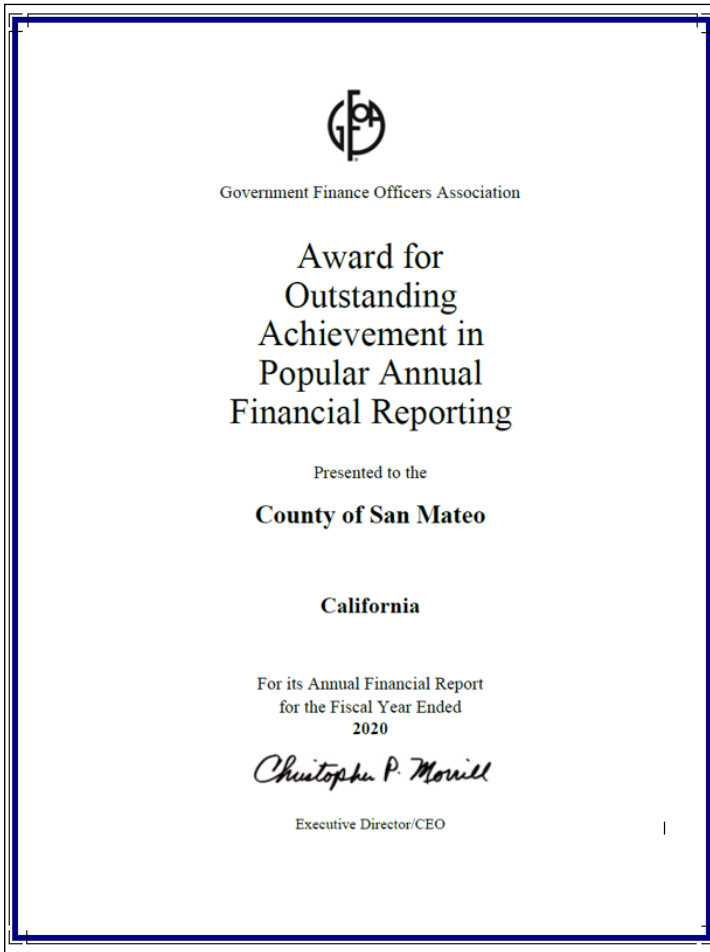 GFOA
Government Finance Officers Association
Award for
Outstanding
Achievement in
Popular Annual
Financial Reporting
Presented to the
County of San Mateo
California
For its Annual Financial Report
for the Fiscal Year Ended
2020
Christopher P. Morrill
Executive Director/CEO